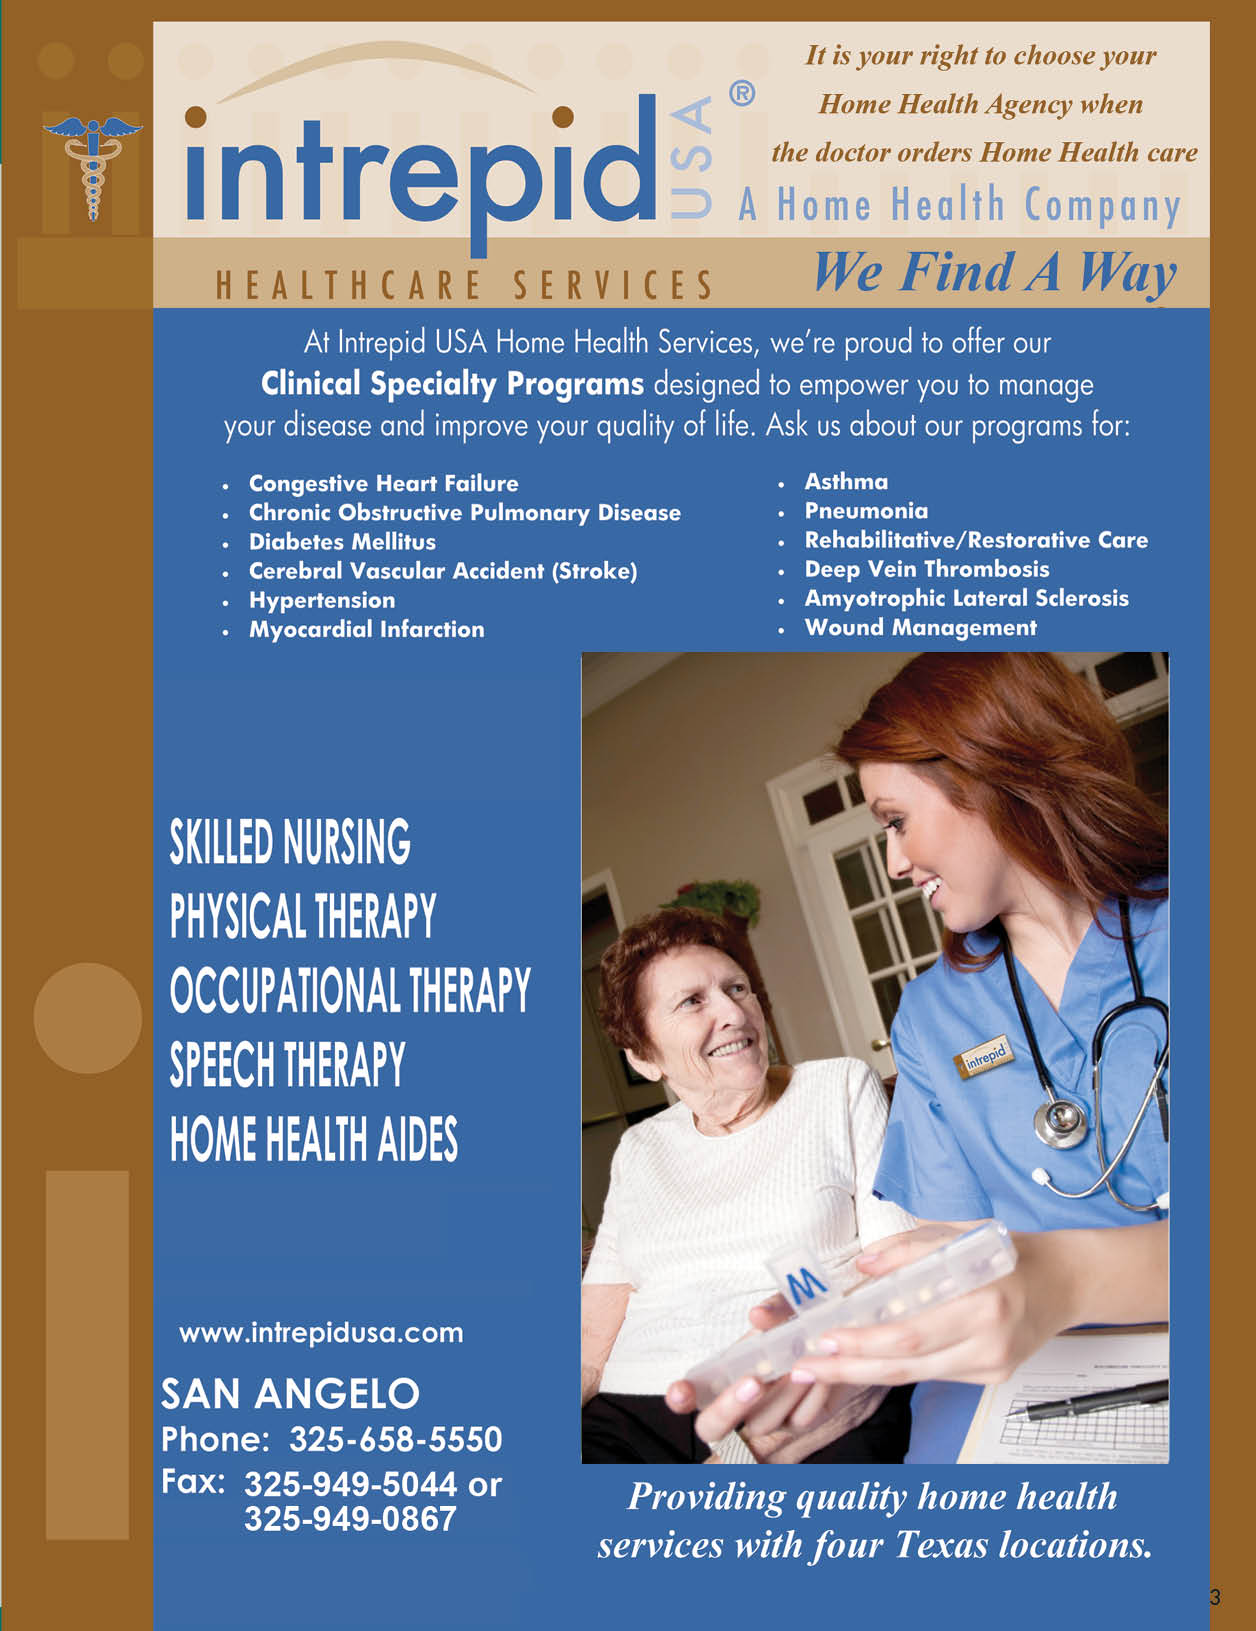 It is your right to choose your
Home Health Agency when
the doctor orders Home Health care
intrepid USA ®
A Home Health Company
HEALTHCARE SERVICES
We Find A Way
At Intrepid USA Home Health Services, we're proud to offer our
Clinical Specialty Programs designed to empower you to manage
your disease and improve your quality of life. Ask us about our programs for:
• Congestive Heart Failure
• Chronic Obstructive Pulmonary Disease
• Diabetes Mellitus
• Cerebral Vascular Accident (Stroke)
• Hypertension
• Myocardial Infarction
• Asthma
• Pneumonia
• Rehabilitative/Restorative Care
• Deep Vein Thrombosis
• Amyotrophic Lateral Sclerosis
• Wound Management
SKILLED NURSING
PHYSICAL THERAPY
OCCUPATIONAL THERAPY
SPEECH THERAPY
HOME HEALTH AIDES
intrepid
W
www.intrepidusa.com
SAN ANGELO
Phone: 325-658-5550
Fax: 325-949-5044 or
325-949-0867
Providing quality home health
services with four Texas locations.
3